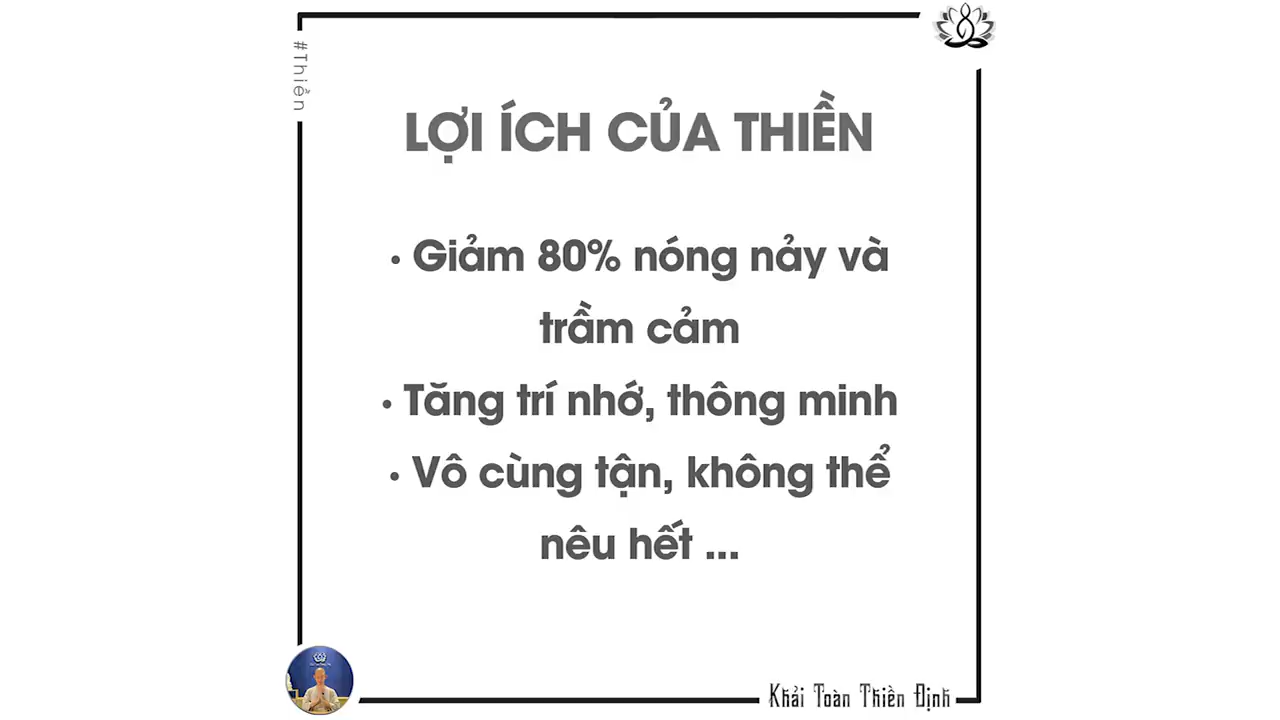 #Thiền
LỢI ÍCH CỦA THIỀN
• Giảm 80% nóng nảy và
trầm cảm
• Tăng trí nhớ, thông minh
• Vô cùng tận, không thể
nêu hết ...
Khải Toàn Thiền Định